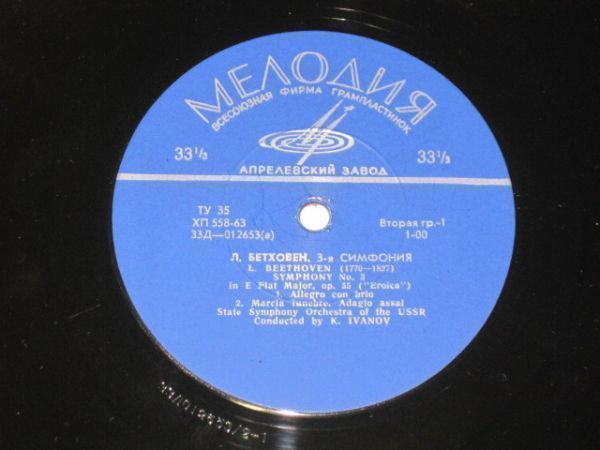 МЕЛОДИЯ
ВСЕСОЮЗНАЯ ФИРМА ГРАМПЛАСТИНОК
33⅓ 33⅓
АПРЕЛЕВСКИЙ ЗАВОД
ТУ 35
ХП 558-63 Вторая гр.-1
33Д—012653(а) 1-00
Л. БЕТХОВЕН, 3-я СИМФОНИЯ
L. BEETHOVEN (1770—1827)
SYMPHONY No. 3
in E Flat Major, op. 55 ("Eroica")
1. Allegro con brio
2. Marcia funebre. Adagio assai
State Symphony Orchestra of the USSR
Conducted by K. IVANOV